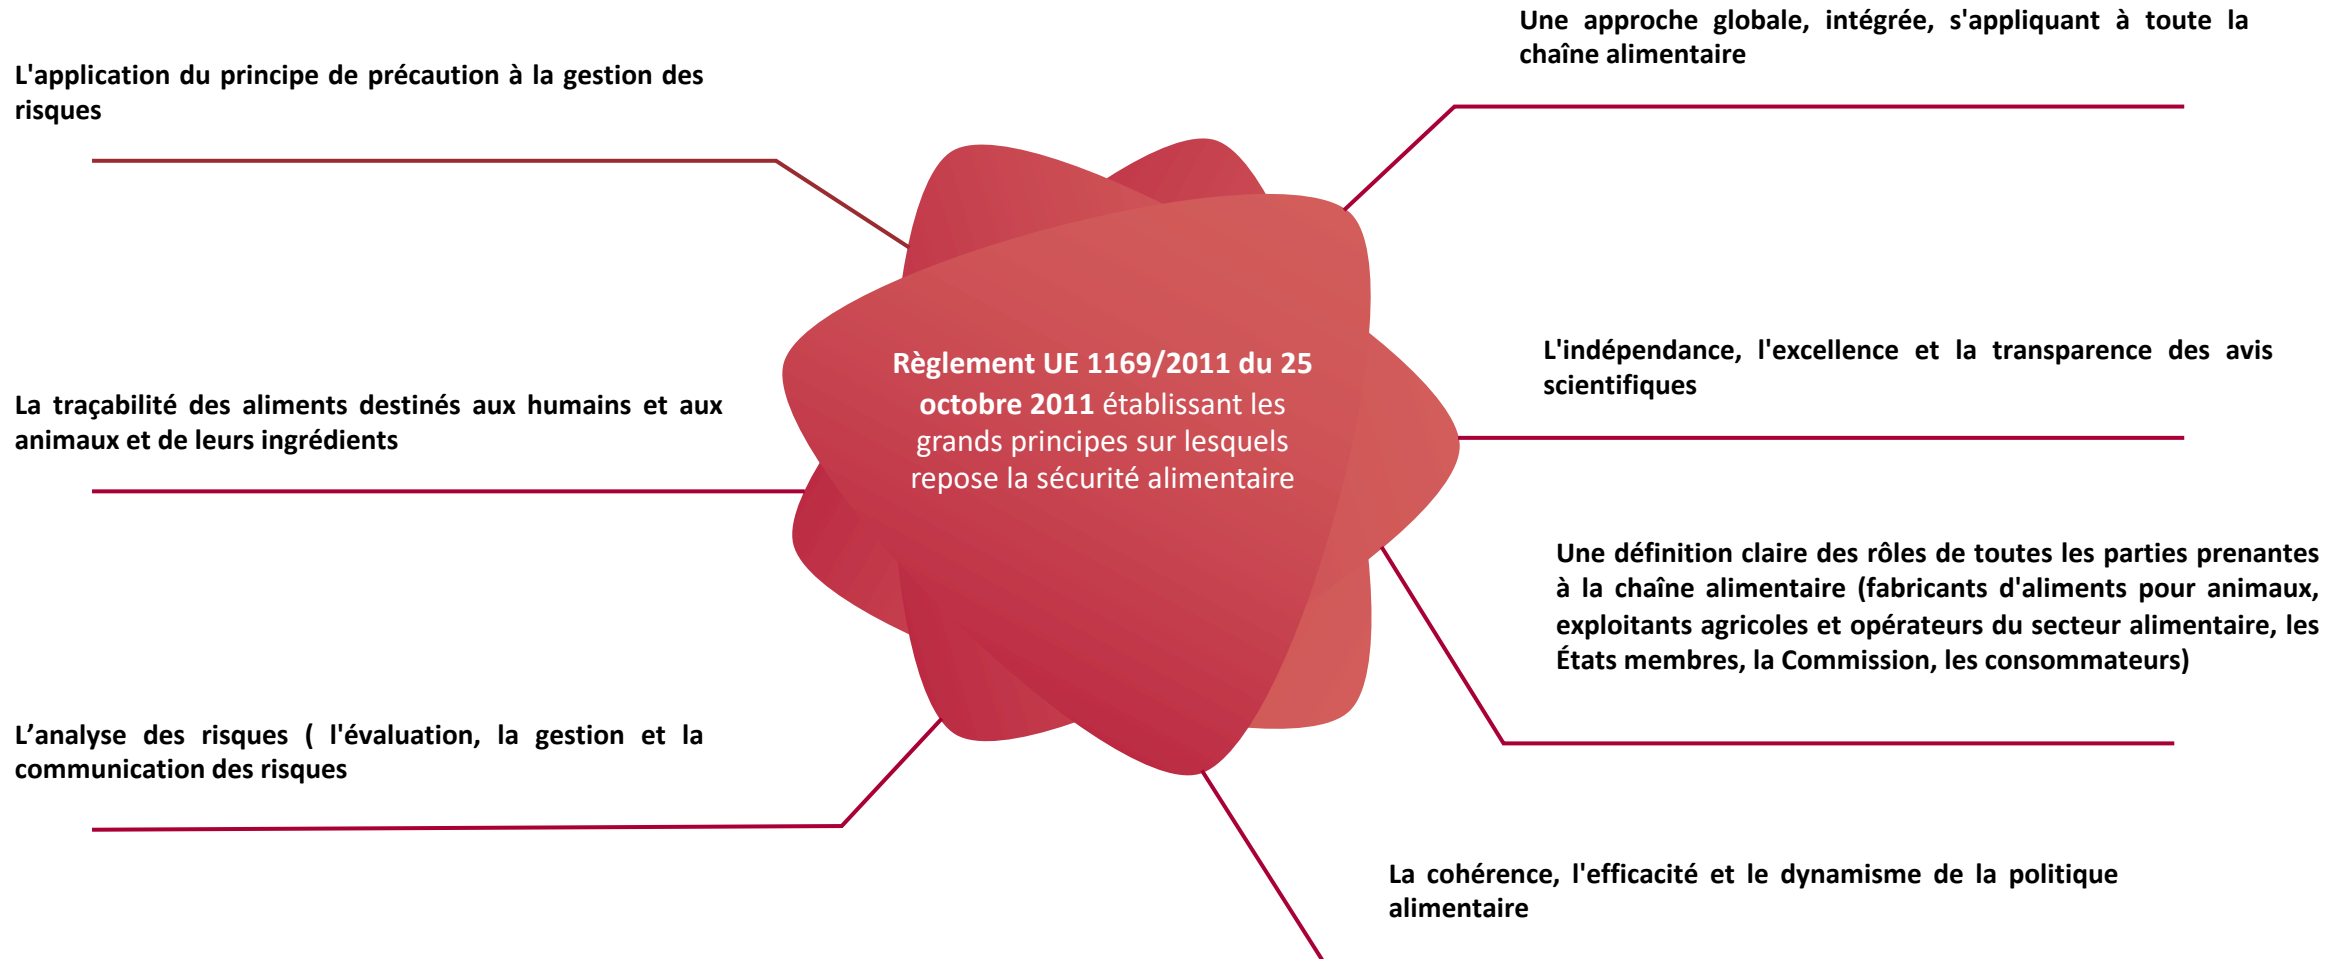 L'application du principe de précaution à la gestion des
risques
La traçabilité des aliments destinés aux humains et aux
animaux et de leurs ingrédients
L’analyse des risques ( l'évaluation, la gestion et la
communication des risques
Règlement UE 1169/2011 du 25
octobre 2011 établissant les
grands principes sur lesquels
repose la sécurité alimentaire
Une approche globale, intégrée, s'appliquant à toute la
chaîne alimentaire
L'indépendance, l'excellence et la transparence des avis
scientifiques
Une définition claire des rôles de toutes les parties prenantes
à la chaîne alimentaire (fabricants d'aliments pour animaux,
exploitants agricoles et opérateurs du secteur alimentaire, les
États membres, la Commission, les consommateurs)
La cohérence, l'efficacité et le dynamisme de la politique
alimentaire